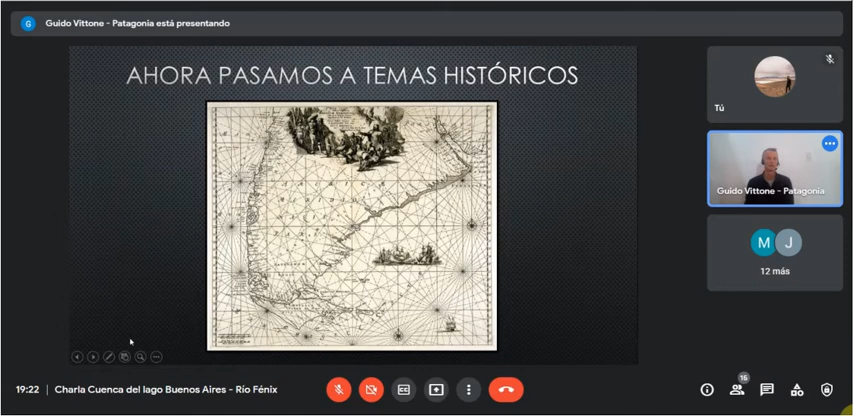 G Guido Vittone - Patagonia está presentando
AHORA PASAMOS A TEMAS HISTÓRICOS
Tú
Guido Vittone - Patagonia
M J
12 más
19:22 | Charla Cuenca del lago Buenos Aires - Río Fénix
15